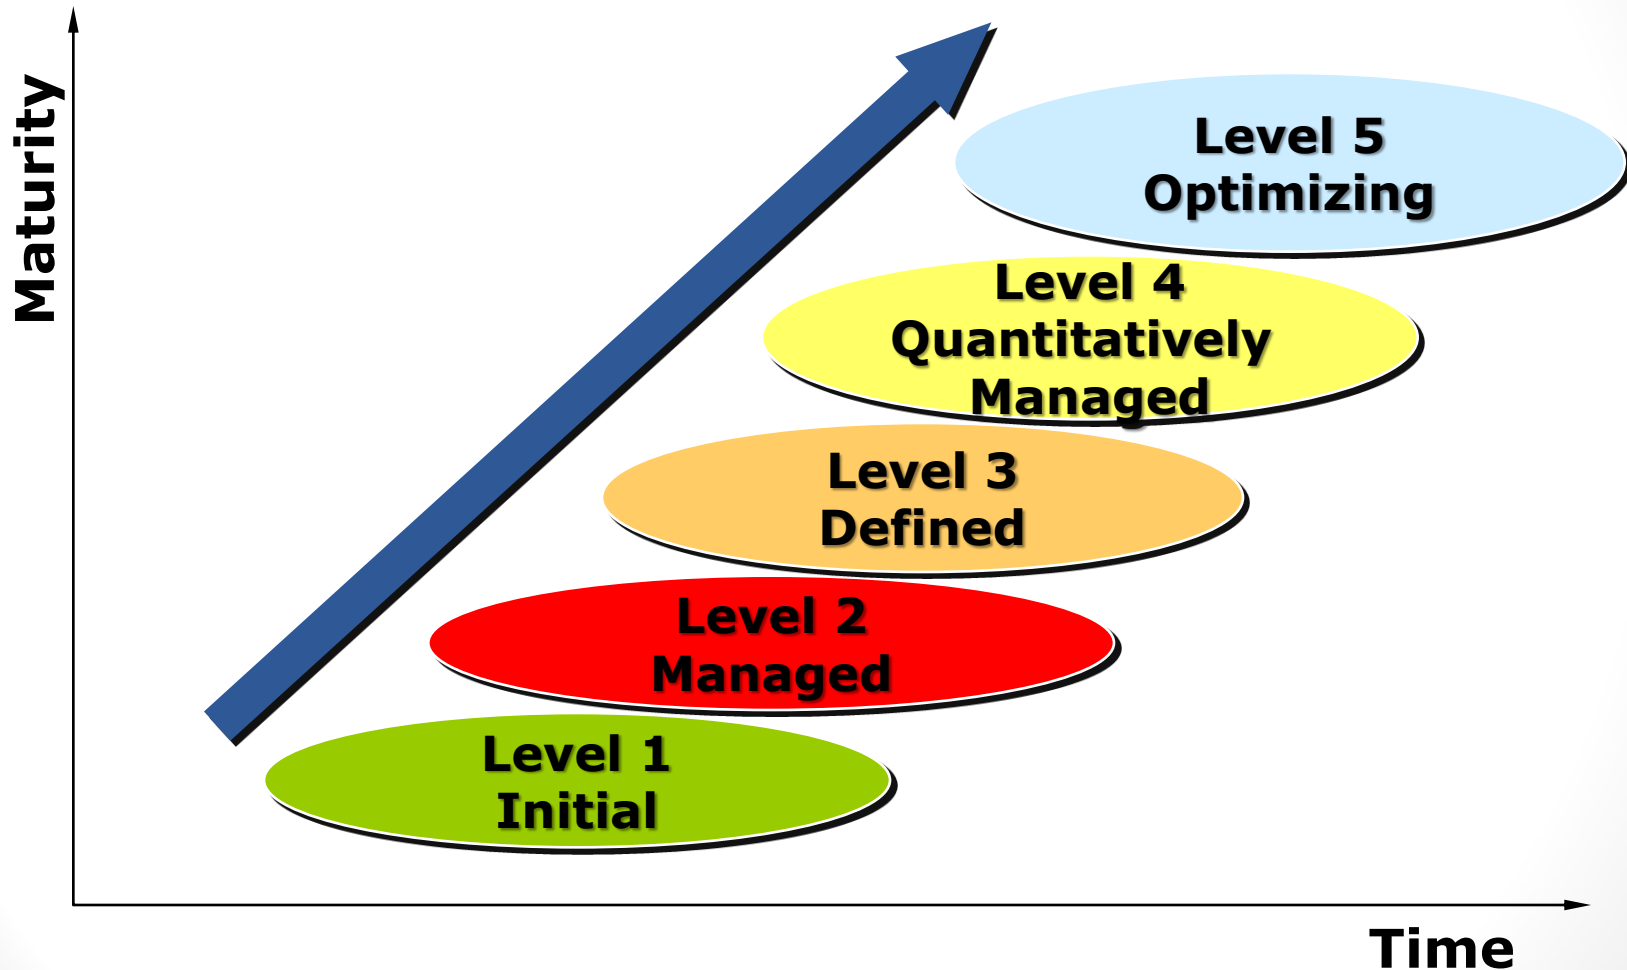 Maturity
Level 5
Optimizing
Level 4
Quantitatively
Managed
Level 3
Defined
Level 2
Managed
Level 1
Initial
Time